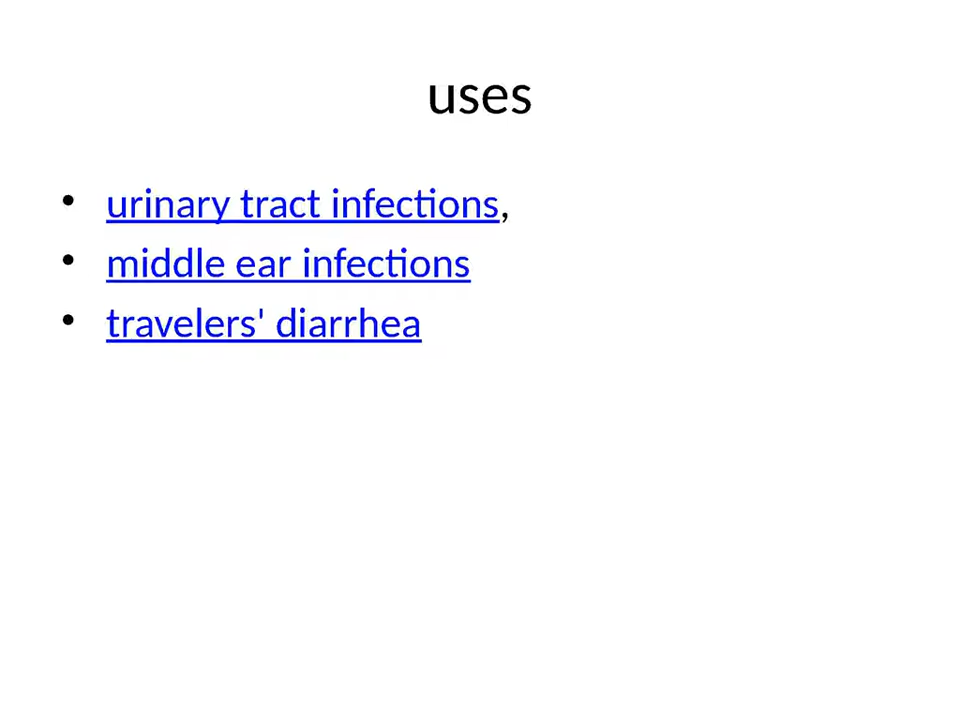 uses
• urinary tract infections,
• middle ear infections
• travelers' diarrhea